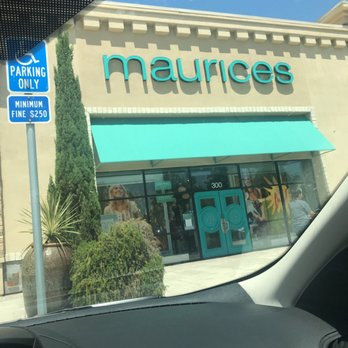 maurices
PARKING
ONLY
MINIMUM
FINE $250
300